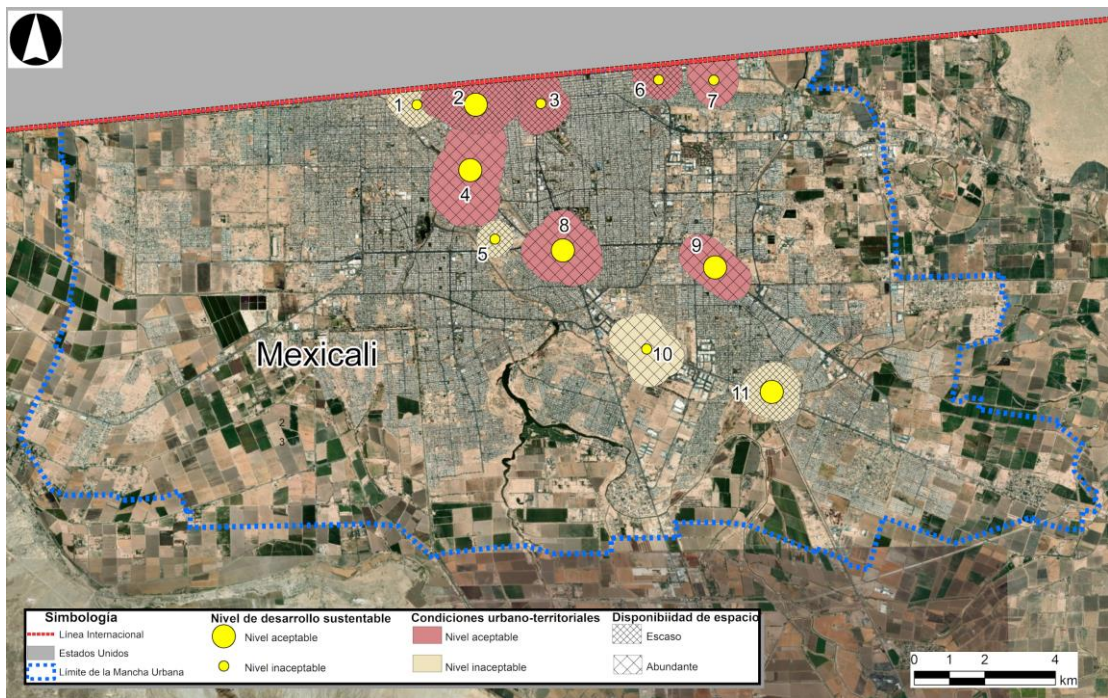 1
2
3
6
7
4
5
8
9
Mexicali
10
11
2
3
Simbología
Línea Internacional
Estados Unidos
Límite de la Mancha Urbana
Nivel de desarrollo sustentable
Nivel aceptable
Nivel inaceptable
Condiciones urbano-territoriales
Nivel aceptable
Nivel inaceptable
Disponibiidad de espacio
Escaso
Abundante
0 1 2 4
km